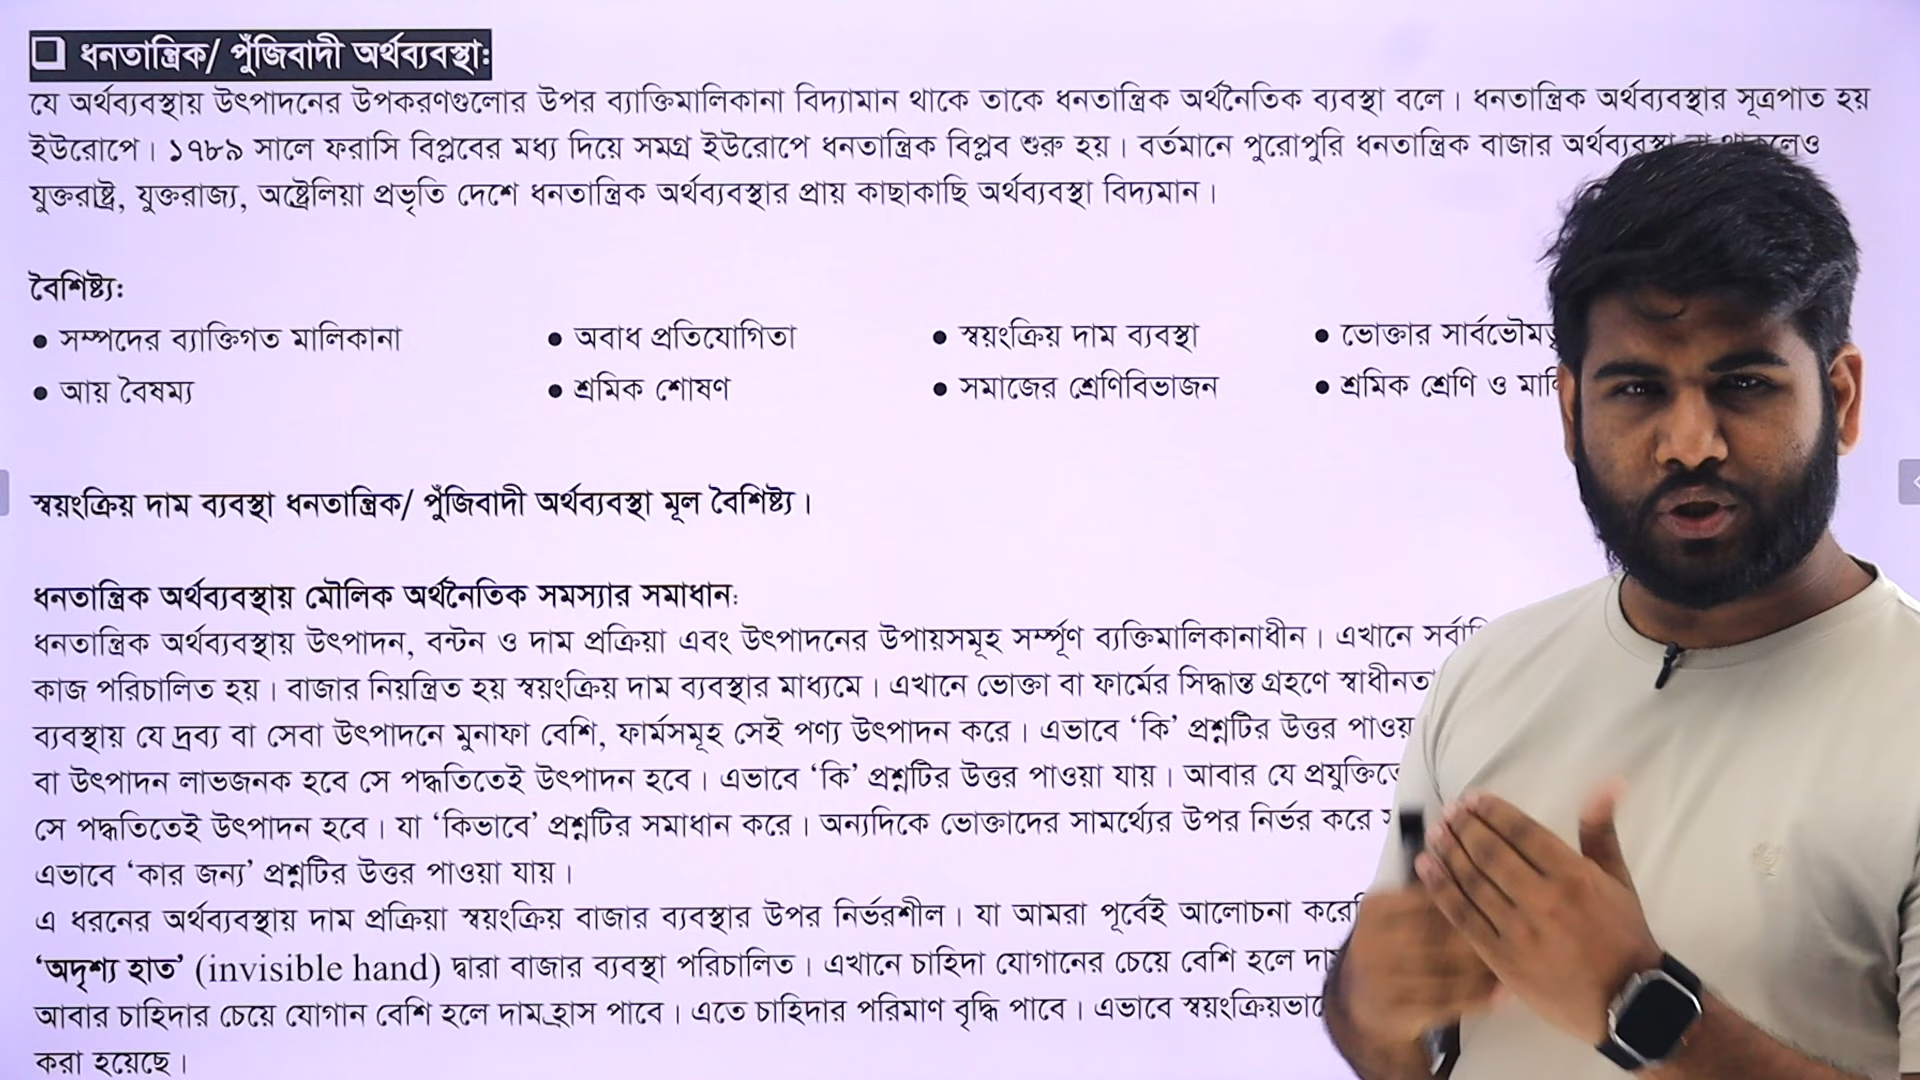 ধনতান্ত্রিক/ পুঁজিবাদী অর্থব্যবস্থা:
যে অর্থব্যবস্থায় উৎপাদনের উপকরণগুলোর উপর ব্যাক্তিমালিকানা বিদ্যামান থাকে তাকে ধনতান্ত্রিক অর্থনৈতিক ব্যবস্থা বলে। ধনতান্ত্রিক অর্থব্যবস্থার সূত্রপাত হয়
ইউরোপে। ১৭৮৯ সালে ফরাসি বিপ্লবের মধ্য দিয়ে সমগ্র ইউরোপে ধনতান্ত্রিক বিপ্লব শুরু হয়। বর্তমানে পুরোপুরি ধনতান্ত্রিক বাজার অর্থব্যবস্থা না থাকলেও
যুক্তরাষ্ট্র, যুক্তরাজ্য, অষ্ট্রেলিয়া প্রভৃতি দেশে ধনতান্ত্রিক অর্থব্যবস্থার প্রায় কাছাকাছি অর্থব্যবস্থা বিদ্যমান।
বৈশিষ্ট্য:
• সম্পদের ব্যাক্তিগত মালিকানা • অবাধ প্রতিযোগিতা • স্বয়ংক্রিয় দাম ব্যবস্থা • ভোক্তার
• আয় বৈষম্য • শ্রমিক শোষণ • সমাজের শ্রেণিবিভাজন • শ্রমিক শ্রেণি ও
স্বয়ংক্রিয় দাম ব্যবস্থা ধনতান্ত্রিক/ পুঁজিবাদী অর্থব্যবস্থা মূল বৈশিষ্ট্য।
ধনতান্ত্রিক অর্থব্যবস্থায় মৌলিক অর্থনৈতিক সমস্যার সমাধান:
ধনতান্ত্রিক অর্থব্যবস্থায় উৎপাদন, বন্টন ও দাম প্রক্রিয়া এবং উৎপাদনের উপায়সমূহ সর্ম্পূণ ব্যক্তিমালিকানাধীন। এখানে
কাজ পরিচালিত হয়। বাজার নিয়ন্ত্রিত হয় স্বয়ংক্রিয় দাম ব্যবস্থার মাধ্যমে। এখানে ভোক্তা বা ফার্মের সিদ্ধান্ত গ্রহণে স্বাধীনতা
ব্যবস্থায় যে দ্রব্য বা সেবা উৎপাদনে মুনাফা বেশি, ফার্মসমূহ সেই পণ্য উৎপাদন করে। এভাবে ‘কি’ প্রশ্নটির উত্তর
বা উৎপাদন লাভজনক হবে সে পদ্ধতিতেই উৎপাদন হবে। এভাবে ‘কি’ প্রশ্নটির উত্তর পাওয়া যায়। আবার যে
সে পদ্ধতিতেই উৎপাদন হবে। যা ‘কিভাবে’ প্রশ্নটির সমাধান করে। অন্যদিকে ভোক্তাদের সামর্থ্যের উপর নির্ভর করে
এভাবে ‘কার জন্য’ প্রশ্নটির উত্তর পাওয়া যায়।
এ ধরনের অর্থব্যবস্থায় দাম প্রক্রিয়া স্বয়ংক্রিয় বাজার ব্যবস্থার উপর নির্ভরশীল। যা আমরা পূর্বেই আলোচনা
‘অদৃশ্য হাত’ (invisible hand) দ্বারা বাজার ব্যবস্থা পরিচালিত। এখানে চাহিদা যোগানের চেয়ে বেশি হলে
আবার চাহিদার চেয়ে যোগান বেশি হলে দাম হ্রাস পাবে। এতে চাহিদার পরিমাণ বৃদ্ধি পাবে। এভাবে
করা হয়েছে।